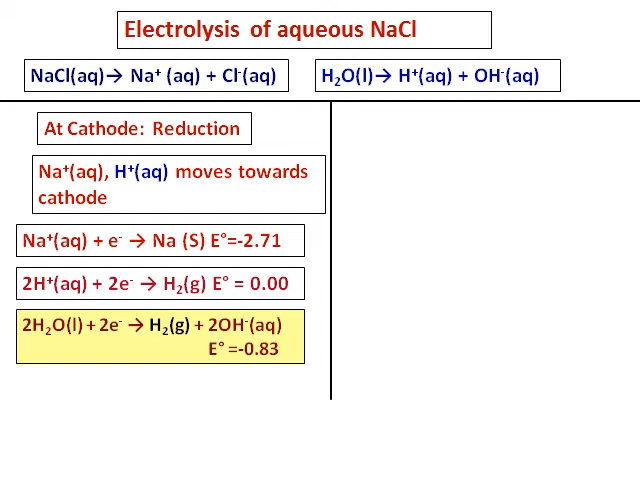 Electrolysis of aqueous NaCl
NaCl(aq)→ Na⁺ (aq) + Cl⁻(aq)
H₂O(l)→ H⁺(aq) + OH⁻(aq)
At Cathode: Reduction
Na⁺(aq), H⁺(aq) moves towards
cathode
Na⁺(aq) + e⁻ → Na (S) E°=-2.71
2H⁺(aq) + 2e⁻ → H₂(g) E° = 0.00
2H₂O(l) + 2e⁻ → H₂(g) + 2OH⁻(aq)
E° =-0.83